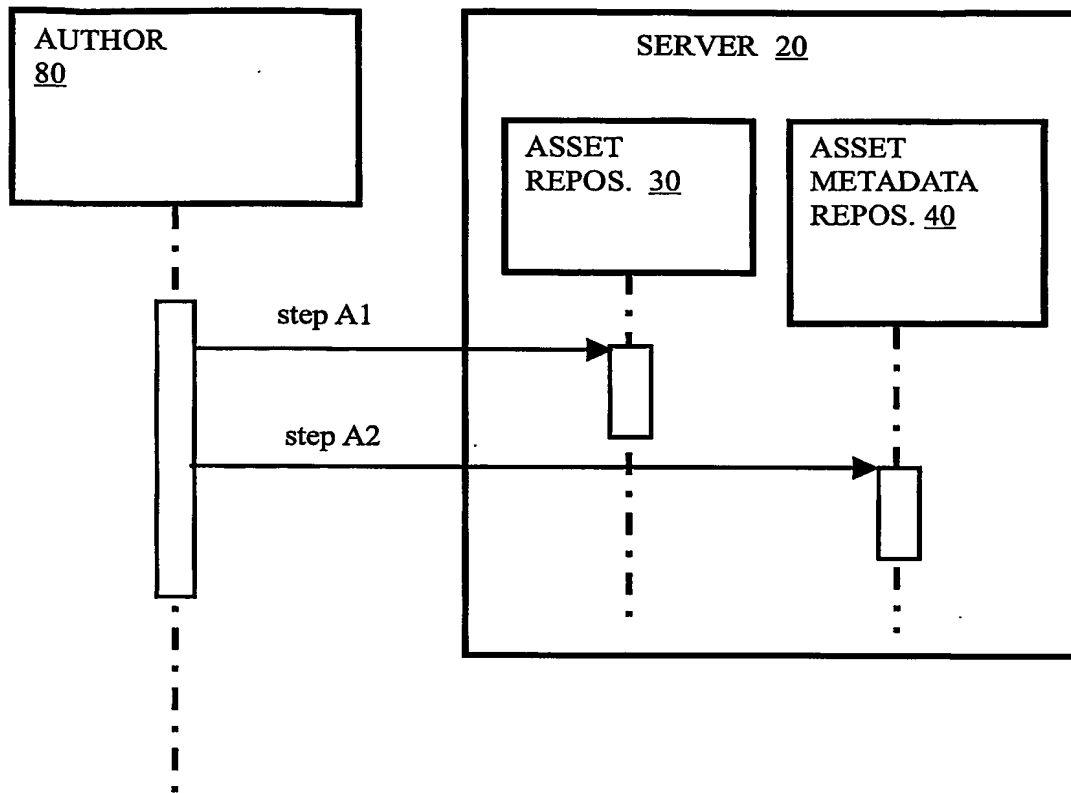 AUTHOR
80
SERVER 20
ASSET
REPOS. 30
ASSET
METADATA
REPOS. 40
step A1
step A2